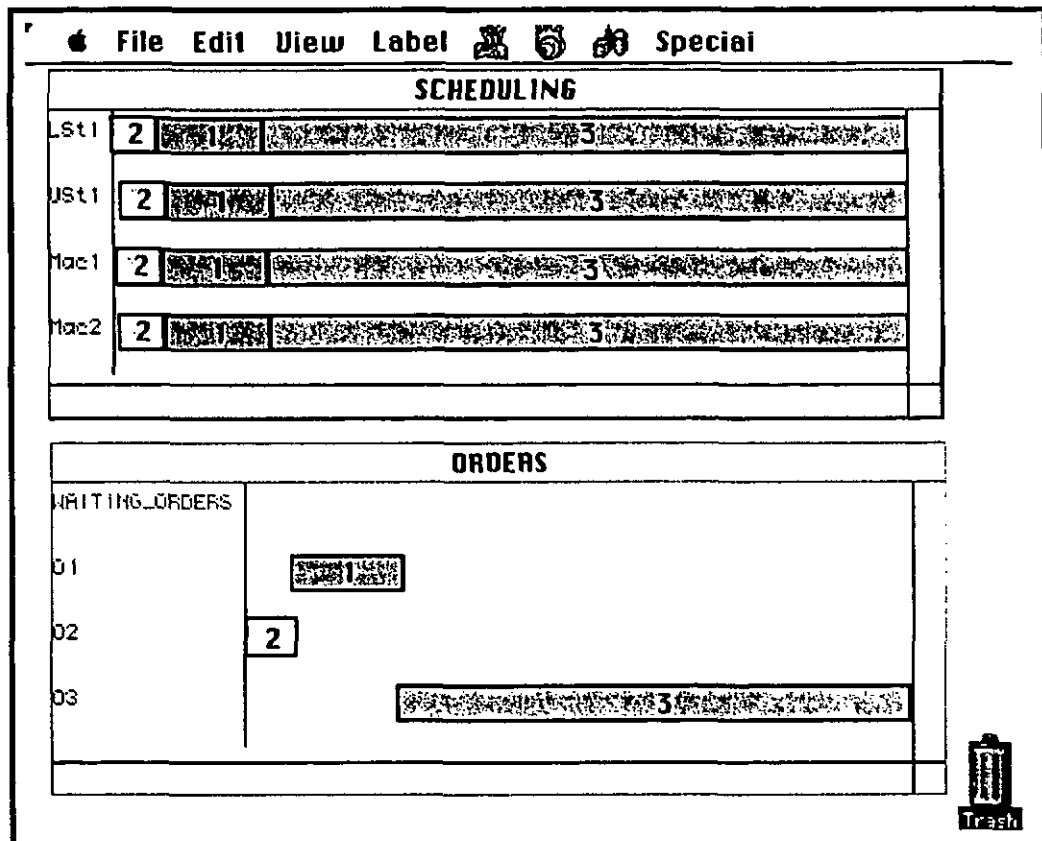 File Edit View Label Special
SCHEDULING
LSt1 2 1 3
USt1 2 1 3
Mac1 2 1 3
Mac2 2 1 3
ORDERS
WAITING_ORDERS
O1 1
O2 2
O3 3
Trash